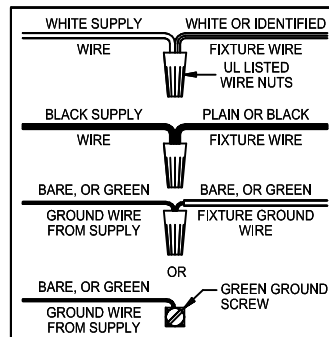 WHITE SUPPLY WHITE OR IDENTIFIED
WIRE FIXTURE WIRE
UL LISTED
WIRE NUTS
BLACK SUPPLY PLAIN OR BLACK
WIRE FIXTURE WIRE
BARE, OR GREEN BARE, OR GREEN
GROUND WIRE FIXTURE GROUND
FROM SUPPLY WIRE
OR
BARE, OR GREEN GREEN GROUND
SCREW
GROUND WIRE
FROM SUPPLY